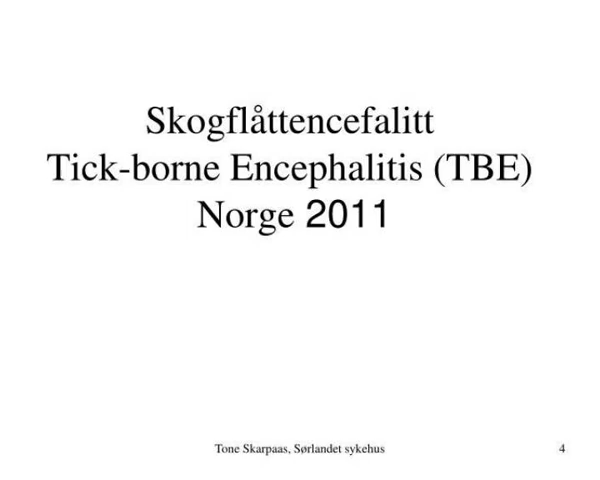 Skogflåttencefalitt
Tick-borne Encephalitis (TBE)
Norge 2011
Tone Skarpaas, Sørlandet sykehus
4